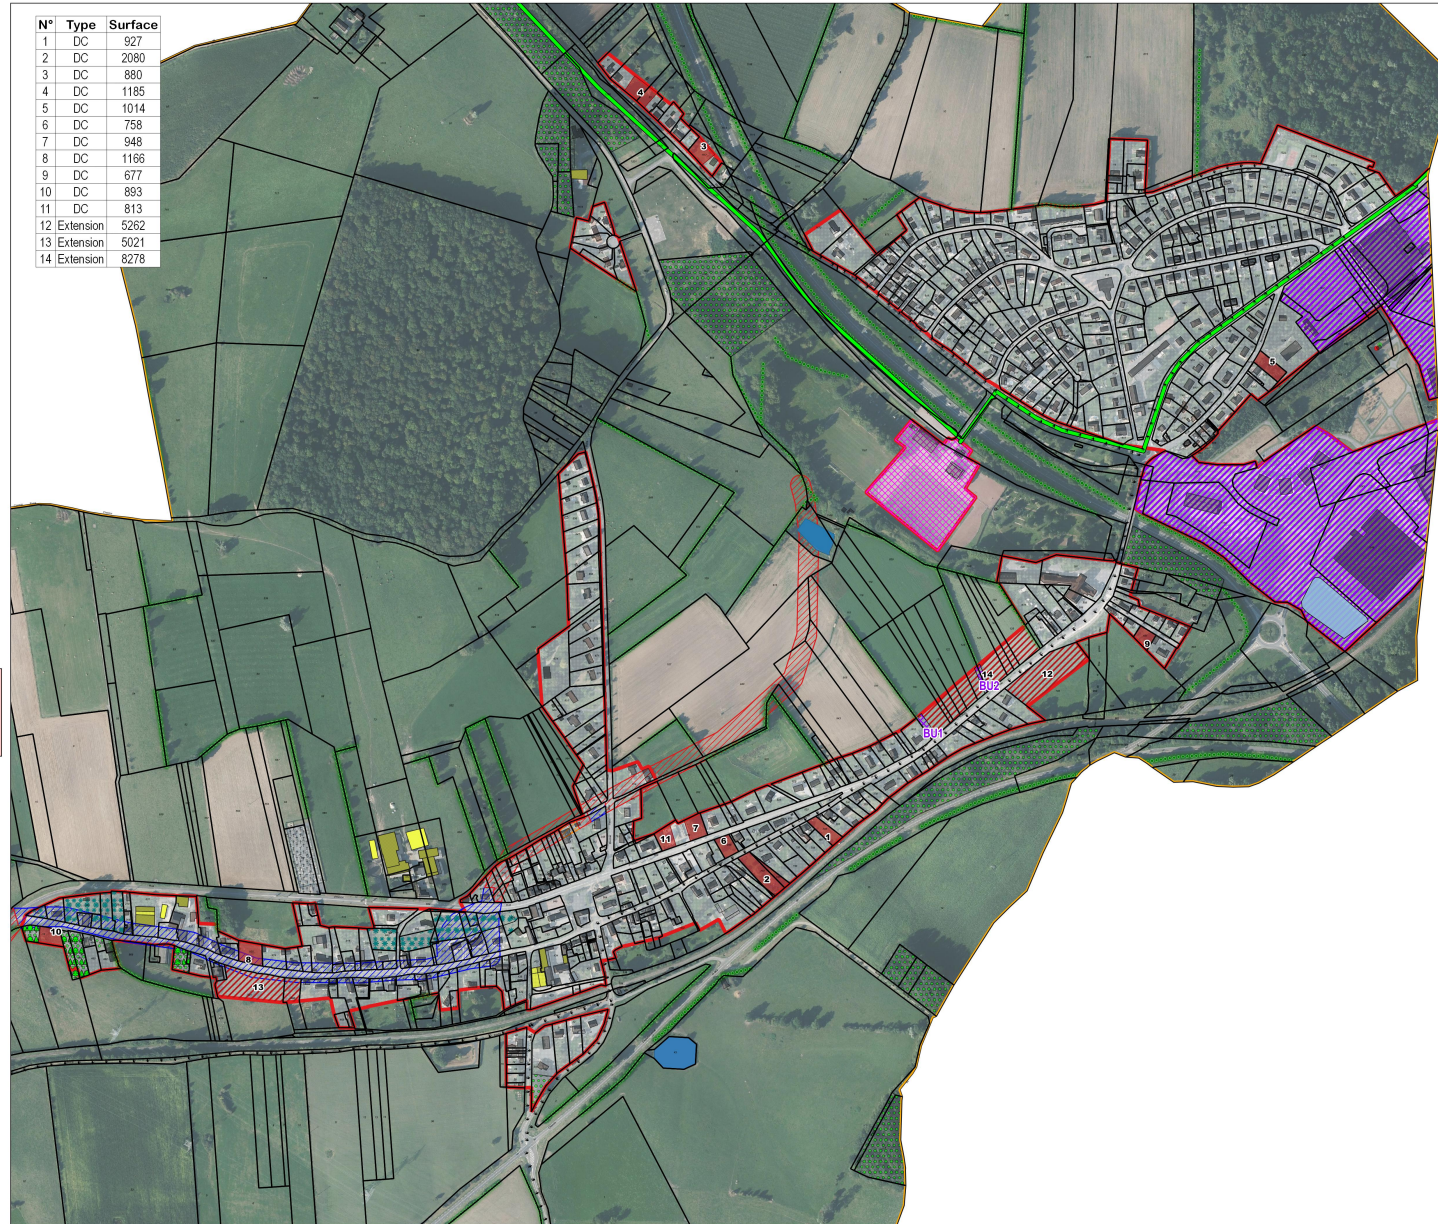 N° Type Surface
1 DC 927
2 DC 2080
3 DC 880
4 DC 1185
5 DC 1014
6 DC 758
7 DC 948
8 DC 1166
9 DC 677
10 DC 893
11 DC 813
12 Extension 5262
13 Extension 5021
14 Extension 8278
4
3
5
9
14
12
BU2
BU1
7
11
6
1
2
10
8
13